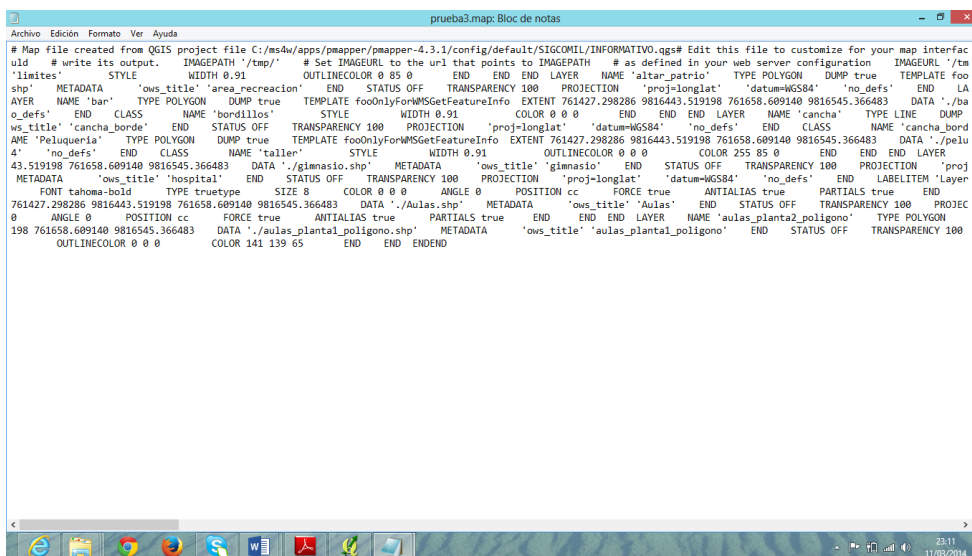 prueba3.map: Bloc de notas
Archivo Edición Formato Ver Ayuda
# Map file created from QGIS project file C:/ms4w/apps/pmapper/pmapper-4.3.1/config/default/SIGCOMIL/INFORMATIVO.qgs# Edit this file to customize for your map interfac
uld # write its output. IMAGEPATH '/tmp/' # Set IMAGEURL to the url that points to IMAGEPATH # as defined in your web server configuration IMAGEURL '/tm
'limites' STYLE WIDTH 0.91 OUTLINECOLOR 0 85 0 END END END LAYER NAME 'altar_patrio' TYPE POLYGON DUMP true TEMPLATE foo
shp' METADATA 'ows_title' 'area_recreacion' END STATUS OFF TRANSPARENCY 100 PROJECTION 'proj=longlat' 'datum=WGS84' 'no_defs' END LA
AYER NAME 'bar' TYPE POLYGON DUMP true TEMPLATE fooOnlyForWMSGetFeatureInfo EXTENT 761427.298286 9816443.519198 761658.609140 9816545.366483 DATA './ba
o_defs' END CLASS NAME 'bordillos' STYLE WIDTH 0.91 COLOR 0 0 0 END END END LAYER NAME 'cancha' TYPE LINE DUMP
ws_title' 'cancha_borde' END STATUS OFF TRANSPARENCY 100 PROJECTION 'proj=longlat' 'datum=WGS84' 'no_defs' END CLASS NAME 'cancha_bord
AME 'Peluqueria' TYPE POLYGON DUMP true TEMPLATE fooOnlyForWMSGetFeatureInfo EXTENT 761427.298286 9816443.519198 761658.609140 9816545.366483 DATA './pelu
4' 'no_defs' END CLASS NAME 'taller' STYLE WIDTH 0.91 OUTLINECOLOR 0 0 0 COLOR 255 85 0 END END END LAYER
43.519198 761658.609140 9816545.366483 DATA './gimnasio.shp' METADATA 'ows_title' 'gimnasio' END STATUS OFF TRANSPARENCY 100 PROJECTION 'proj
METADATA 'ows_title' 'hospital' END STATUS OFF TRANSPARENCY 100 PROJECTION 'proj=longlat' 'datum=WGS84' 'no_defs' END LABELITEM 'Layer
FONT tahoma-bold TYPE truetype SIZE 8 COLOR 0 0 0 ANGLE 0 POSITION cc FORCE true ANTIALIAS true PARTIALS true END
761427.298286 9816443.519198 761658.609140 9816545.366483 DATA './Aulas.shp' METADATA 'ows_title' 'Aulas' END STATUS OFF TRANSPARENCY 100 PROJEC
0 ANGLE 0 POSITION cc FORCE true ANTIALIAS true PARTIALS true END END END LAYER NAME 'aulas_planta2_poligono' TYPE POLYGON
198 761658.609140 9816545.366483 DATA './aulas_planta1_poligono.shp' METADATA 'ows_title' 'aulas_planta1_poligono' END STATUS OFF TRANSPARENCY 100
OUTLINECOLOR 0 0 0 COLOR 141 139 65 END END ENDEND
23:11
11/03/2014